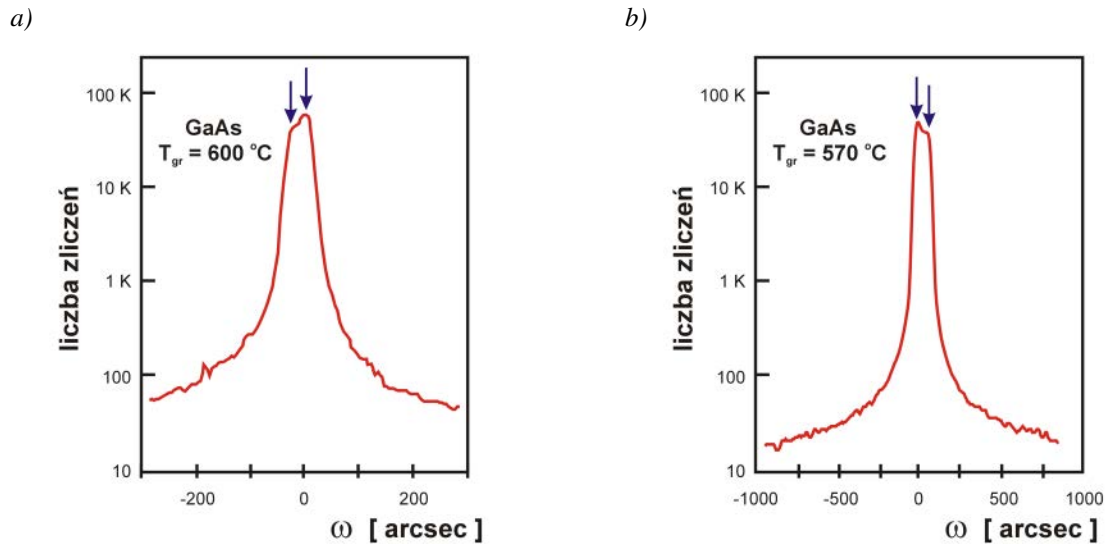 a)
100 K
10 K
1 K
100
10
liczba zliczeń
GaAs
T_gr = 600 °C
-200
0
200
ω [ arcsec ]
b)
100 K
10 K
1 K
100
10
liczba zliczeń
GaAs
T_gr = 570 °C
-1000
-500
0
500
1000
ω [ arcsec ]